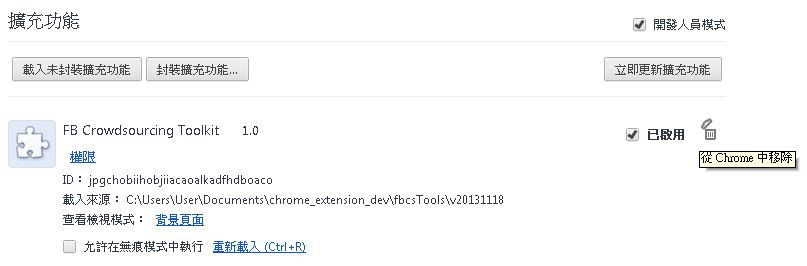 擴充功能
開發人員模式
載入未封裝擴充功能 封裝擴充功能... 立即更新擴充功能
FB Crowdsourcing Toolkit 1.0 已啟用
權限 從 Chrome 中移除
ID： jpgchobiihobjiiacaoalkadfhdboaco
載入來源： C:\Users\User\Documents\chrome_extension_dev\fbcsTools\v20131118
查看檢視模式： 背景頁面
允許在無痕模式中執行 重新載入 (Ctrl+R)